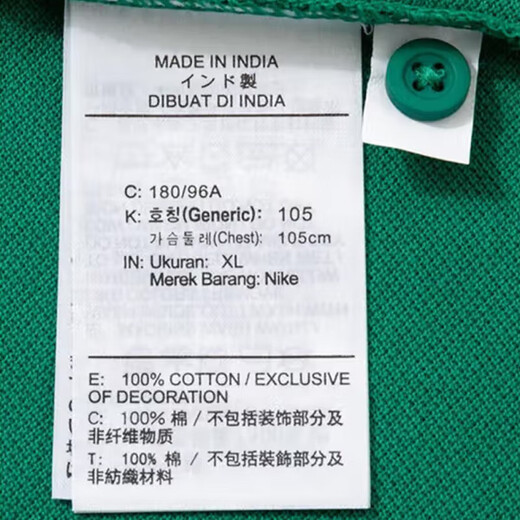 MADE IN INDIA
インド製
DIBUAT DI INDIA
C: 180/96A
K: 호칭(Generic): 105
가슴둘레(Chest): 105cm
IN: Ukuran: XL
Merek Barang: Nike
E: 100% COTTON / EXCLUSIVE
OF DECORATION
C: 100% 棉 / 不包括装饰部分及
非纤维物质
T: 100% 棉 / 不包括裝飾部分及
非紡織材料